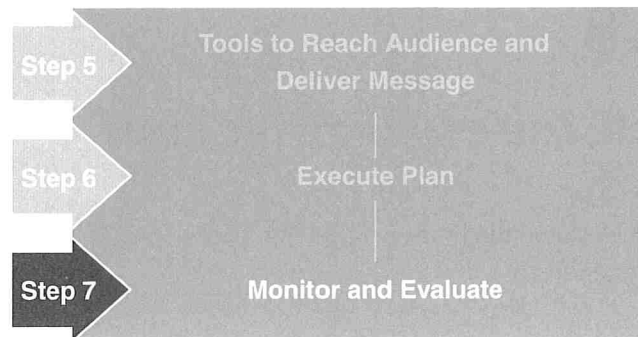 Step 5
Tools to Reach Audience and
Deliver Message
Step 6
Execute Plan
Step 7
Monitor and Evaluate